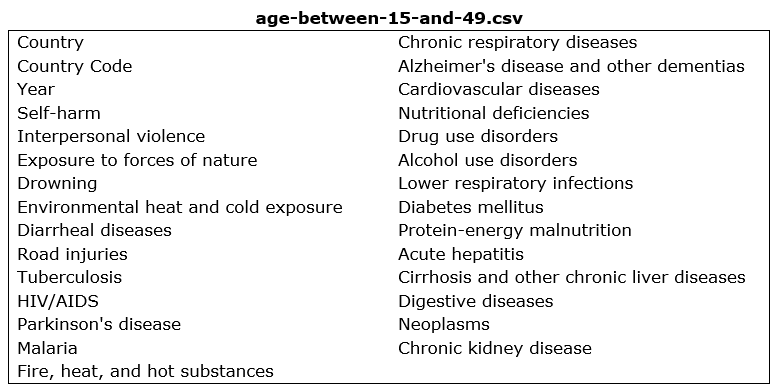 age-between-15-and-49.csv
Country
Country Code
Year
Self-harm
Interpersonal violence
Exposure to forces of nature
Drowning
Environmental heat and cold exposure
Diarrheal diseases
Road injuries
Tuberculosis
HIV/AIDS
Parkinson's disease
Malaria
Fire, heat, and hot substances
Chronic respiratory diseases
Alzheimer's disease and other dementias
Cardiovascular diseases
Nutritional deficiencies
Drug use disorders
Alcohol use disorders
Lower respiratory infections
Diabetes mellitus
Protein-energy malnutrition
Acute hepatitis
Cirrhosis and other chronic liver diseases
Digestive diseases
Neoplasms
Chronic kidney disease